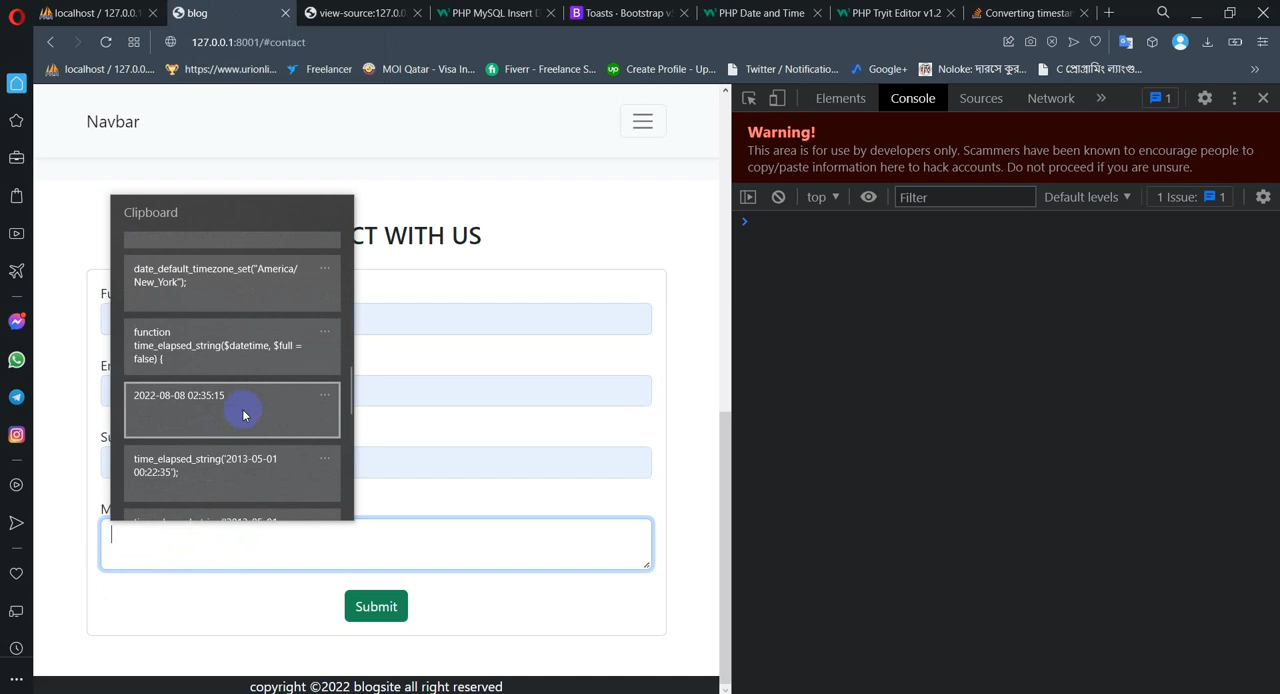 localhost / 127.0.0.1
blog
view-source:127.0.0
PHP MySQL Insert D
Toasts · Bootstrap v5
PHP Date and Time
PHP Tryit Editor v1.2
Converting timestam
127.0.0.1:8001/#contact
localhost / 127.0.0....
https://www.urionli...
Freelancer
MOI Qatar - Visa In...
Fiverr - Freelance S...
Create Profile - Up...
Twitter / Notificatio...
Google+
Noloke: দারসে কুর...
C প্রোগ্রামিং ল্যাংগু...
Navbar
Elements
Console
Sources
Network
1
Warning!
This area is for use by developers only. Scammers have been known to encourage people to
copy/paste information here to hack accounts. Do not proceed if you are unsure.
top
Filter
Default levels
1 Issue:
1
Clipboard
CT WITH US
date_default_timezone_set("America/
New_York");
function
time_elapsed_string($datetime, $full =
false) {
2022-08-08 02:35:15
time_elapsed_string('2013-05-01
00:22:35');
Submit
copyright ©2022 blogsite all right reserved